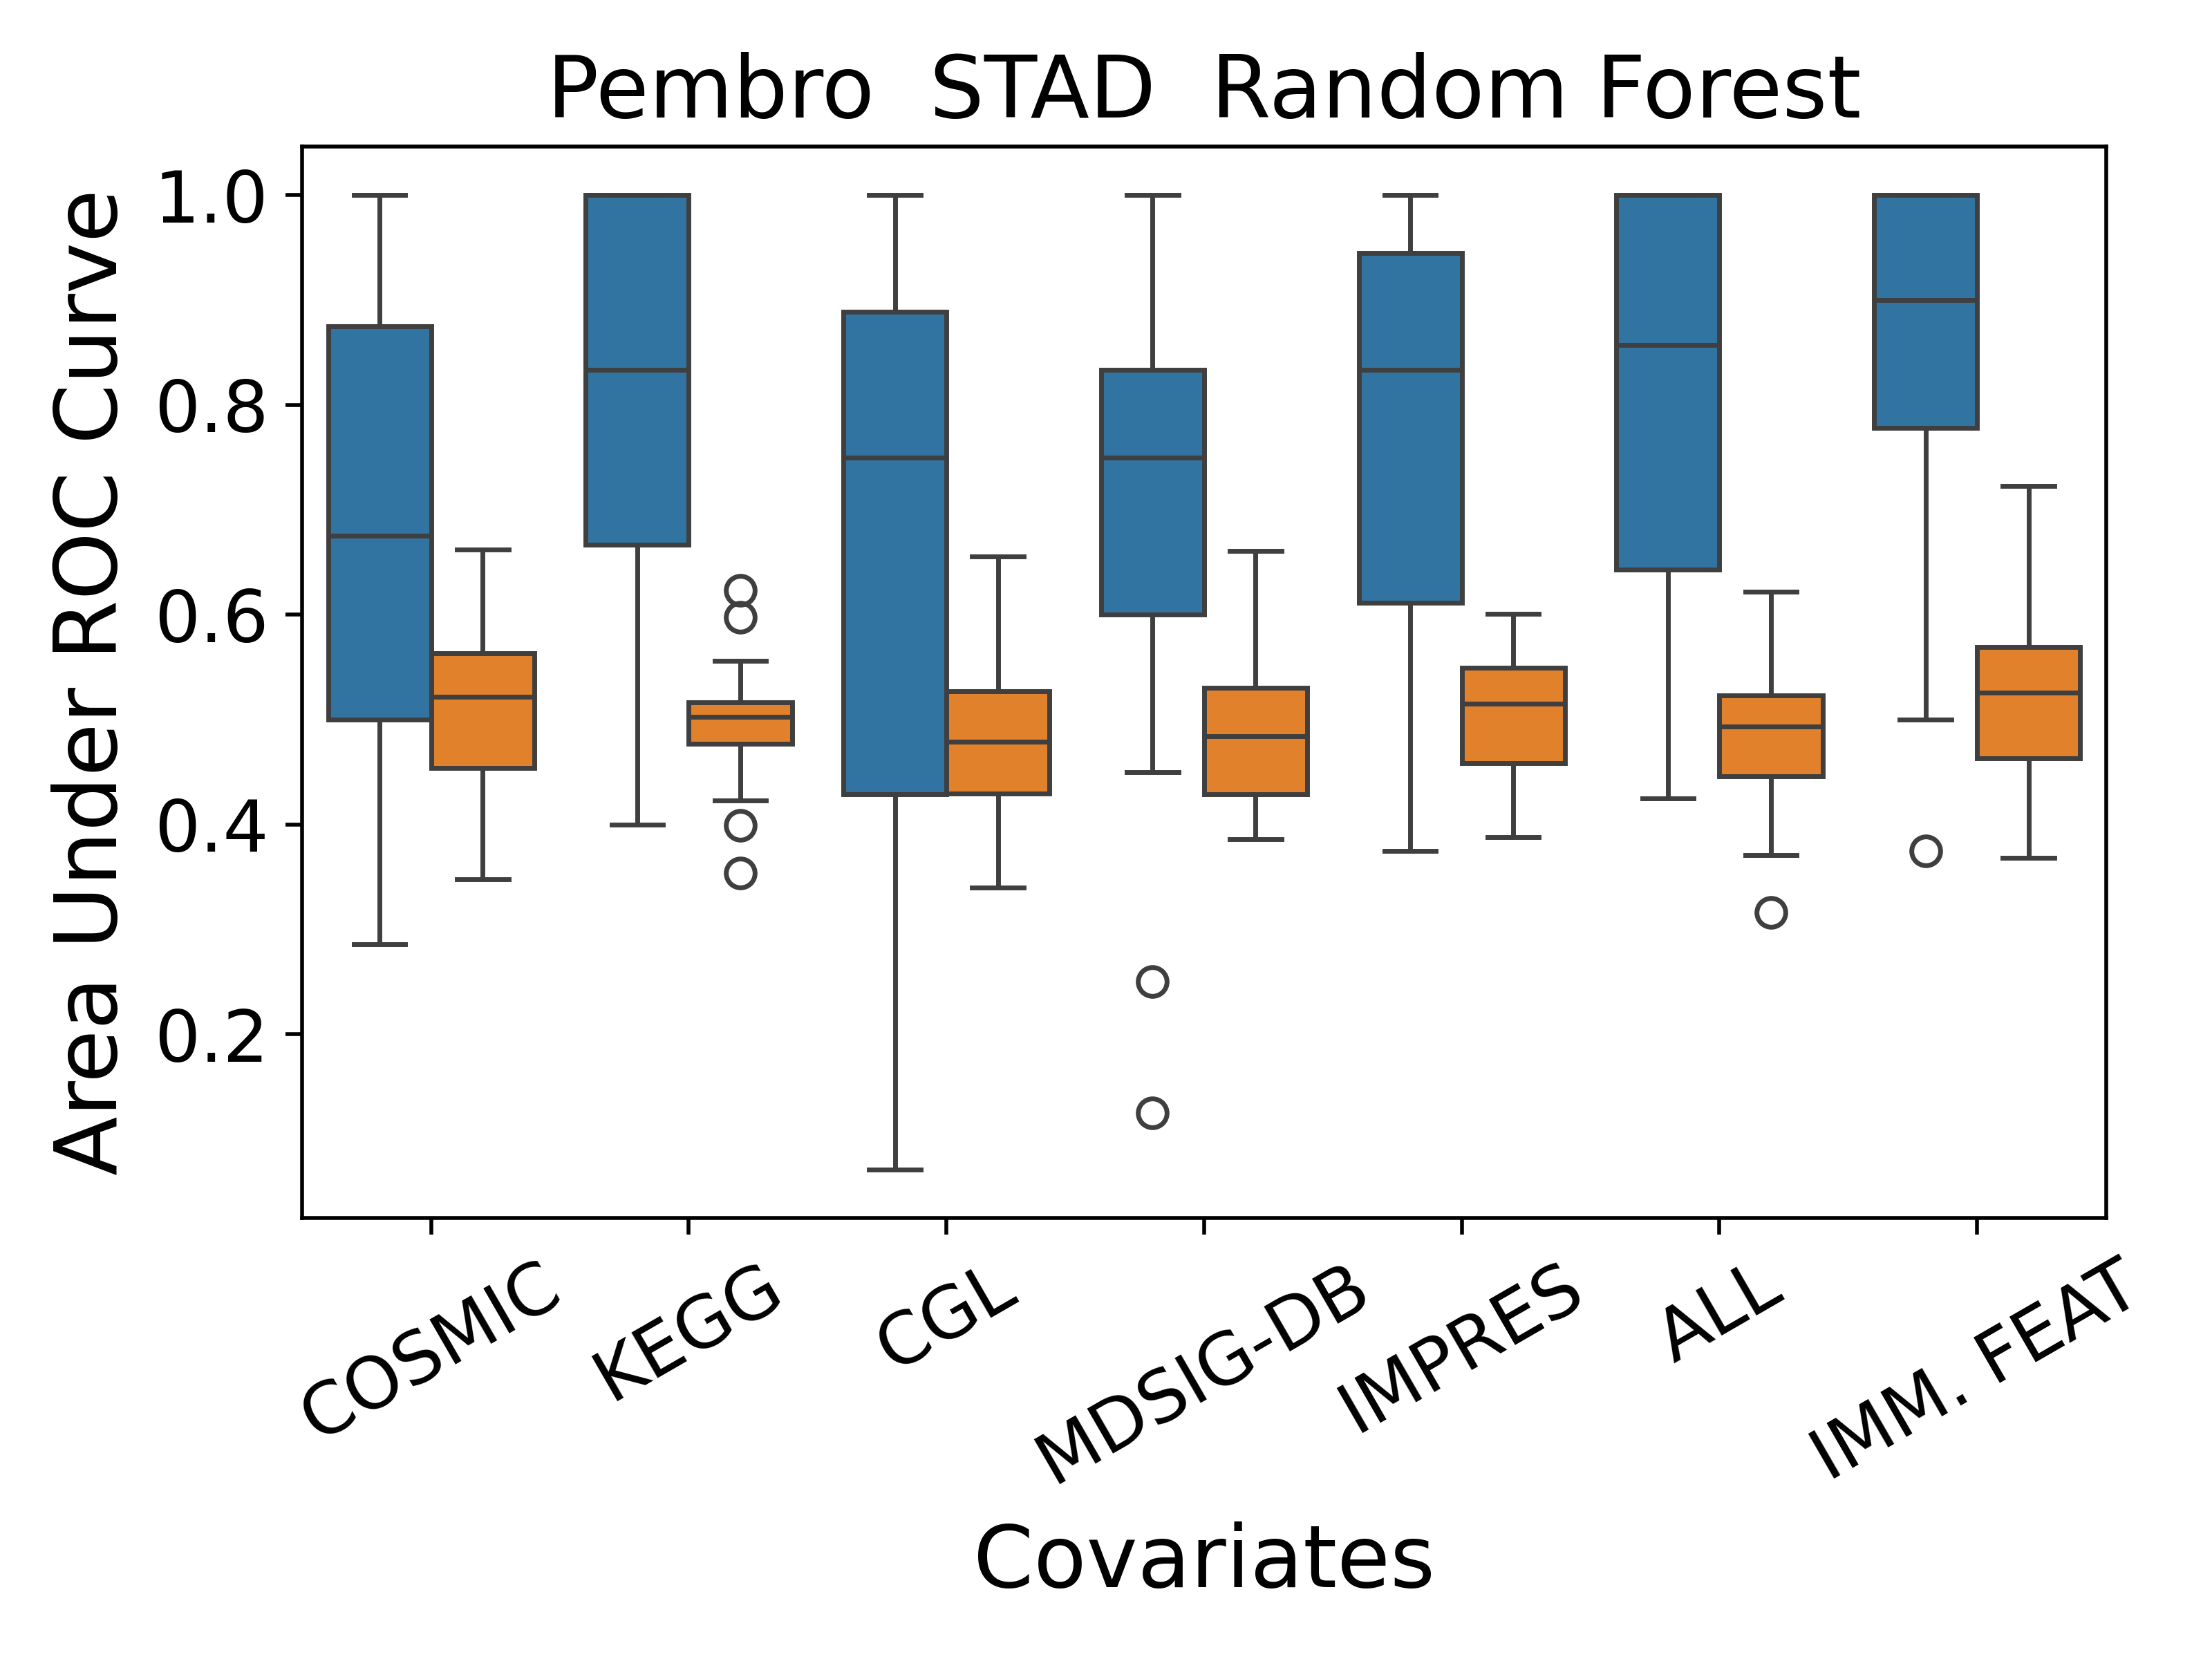 Pembro  STAD  Random Forest
Area Under ROC Curve
1.0
0.8
0.6
0.4
0.2
COSMIC
KEGG
CGL
MDSIG-DB
IMPRES
ALL
IMM. FEAT
Covariates